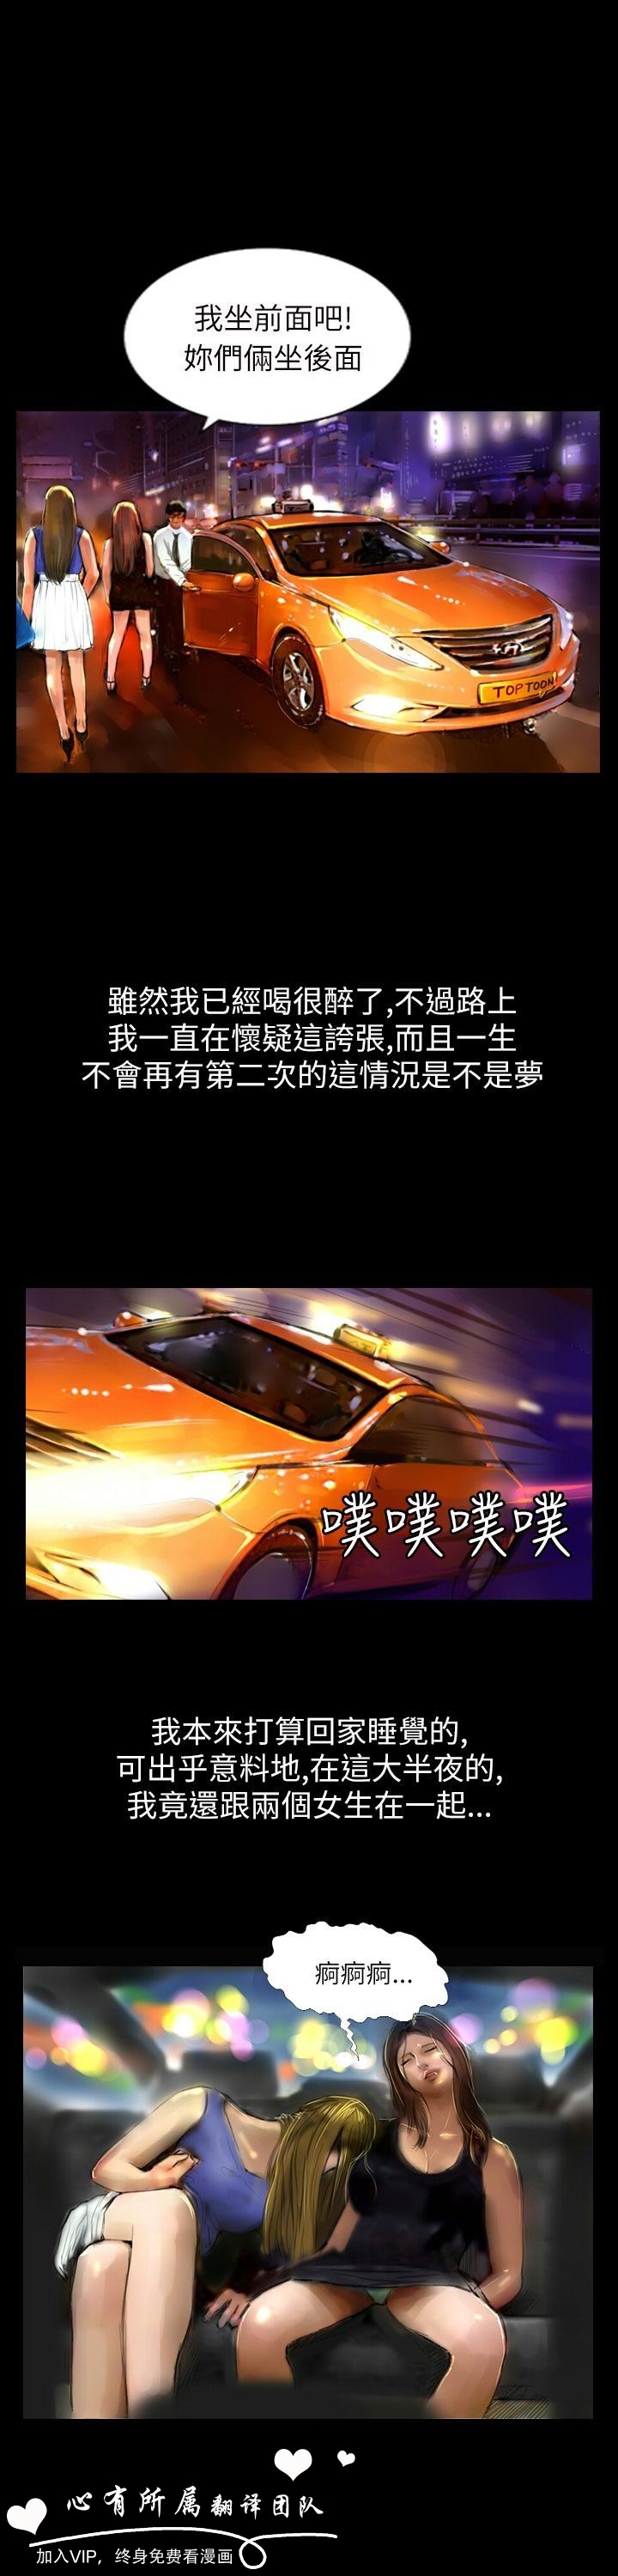 我坐前面吧!
妳們倆坐後面
TOPTOON
雖然我已經喝很醉了,不過路上
我一直在懷疑這誇張,而且一生
不會再有第二次的這情況是不是夢
噗噗噗噗
我本來打算回家睡覺的,
可出乎意料地,在這大半夜的,
我竟還跟兩個女生在一起...
痾痾痾...
心有所属翻译团队
加入VIP，终身免费看漫画